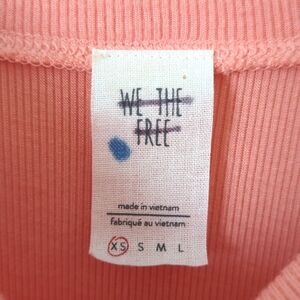 WE THE
FREE
made in vietnam
fabriqué au vietnam
XS S M L